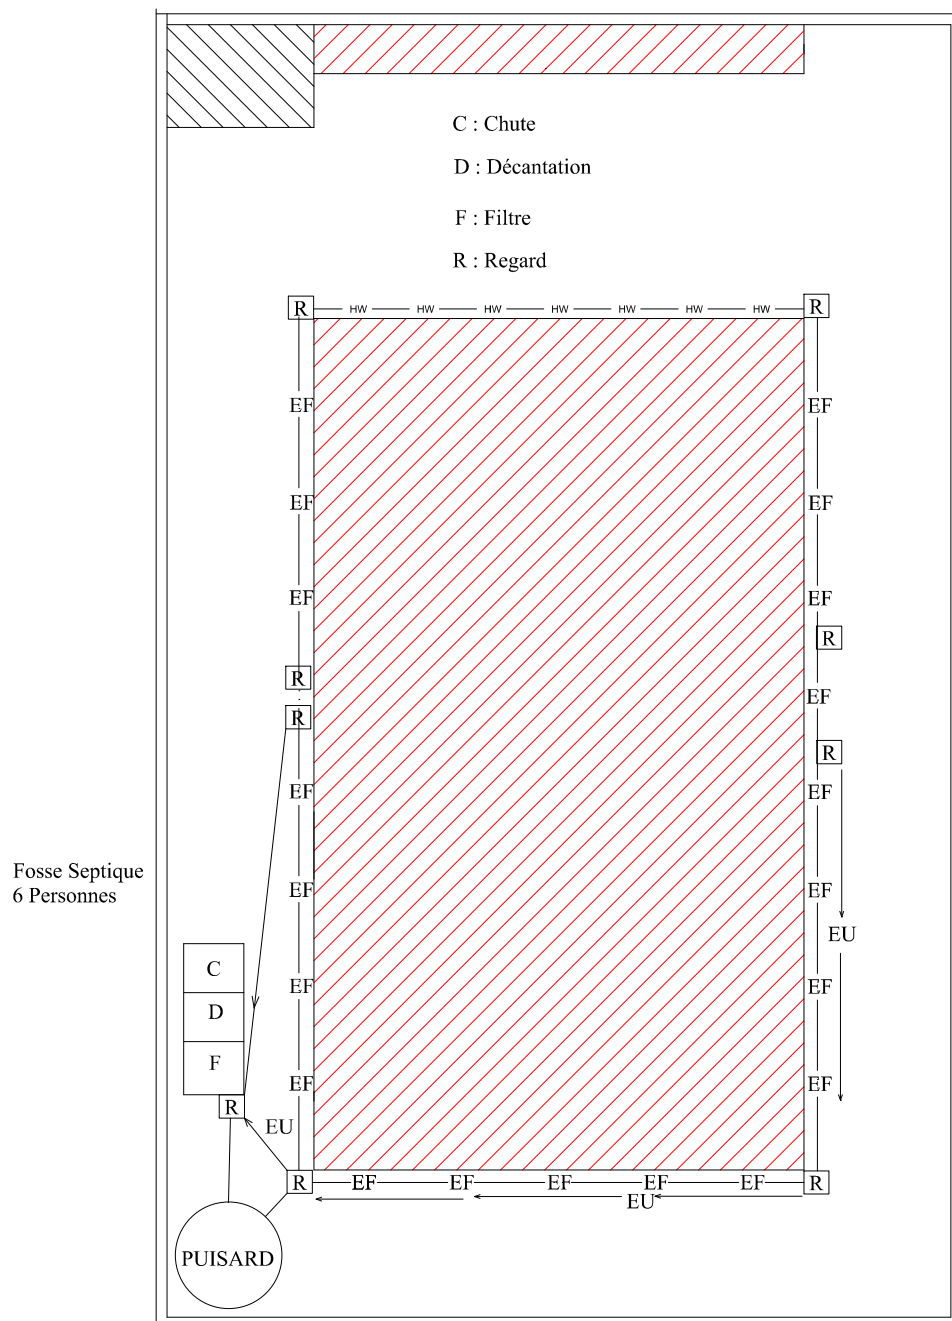 C : Chute
D : Décantation
F : Filtre
R : Regard
R HW HW HW HW HW HW HW R
EF EF
EF EF
EF EF
R
R
EF
R
R
EF EF
Fosse Septique
6 Personnes
EF EF
EU
C
EF EF
D
F
EF EF
R
EU
R EF EF EF EF EF R
EU
PUISARD